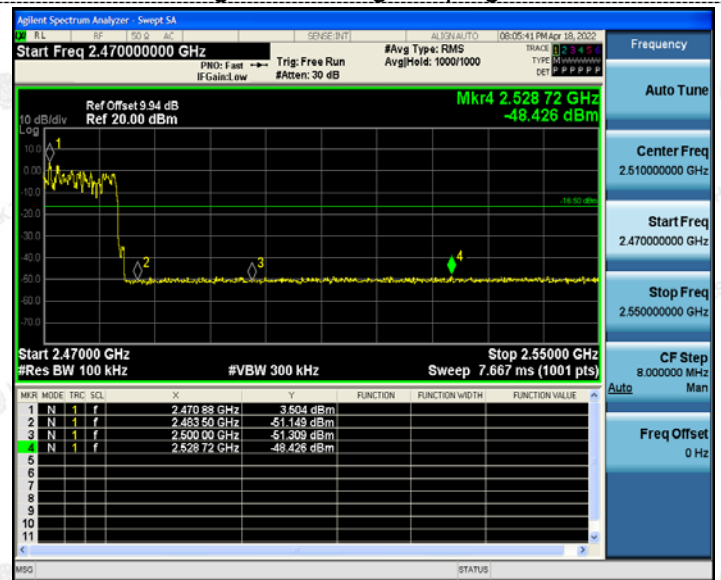 Agilent Spectrum Analyzer - Swept SA
RL RF 50 Ω AC SENSE:INT ALIGNAUTO 08:05:41 PM Apr 18, 2022
Start Freq 2.470000000 GHz
PNO: Fast
IFGain:Low
Trig: Free Run
#Atten: 30 dB
#Avg Type: RMS
Avg|Hold: 1000/1000
TRACE 1 2 3 4 5 6
TYPE M WWWWW
DET P P P P P P
Frequency
Auto Tune
Center Freq
2.510000000 GHz
Start Freq
2.470000000 GHz
Stop Freq
2.550000000 GHz
CF Step
8.000000 MHz
Auto Man
Freq Offset
0 Hz
Ref Offset 9.94 dB
10 dB/div Ref 20.00 dBm
Log
Mkr4 2.528 72 GHz
-48.426 dBm
10.0
0.00
-10.0
-20.0
-30.0
-40.0
-50.0
-60.0
-70.0
1
2
3
4
-16.50 dBm
Start 2.47000 GHz Stop 2.55000 GHz
#Res BW 100 kHz #VBW 300 kHz Sweep 7.667 ms (1001 pts)
MKR MODE TRC SCL X Y FUNCTION FUNCTION WIDTH FUNCTION VALUE
1 N 1 f 2.470 88 GHz 3.504 dBm
2 N 1 f 2.483 50 GHz -51.149 dBm
3 N 1 f 2.500 00 GHz -51.309 dBm
4 N 1 f 2.528 72 GHz -48.426 dBm
5
6
7
8
9
10
11
MSG STATUS